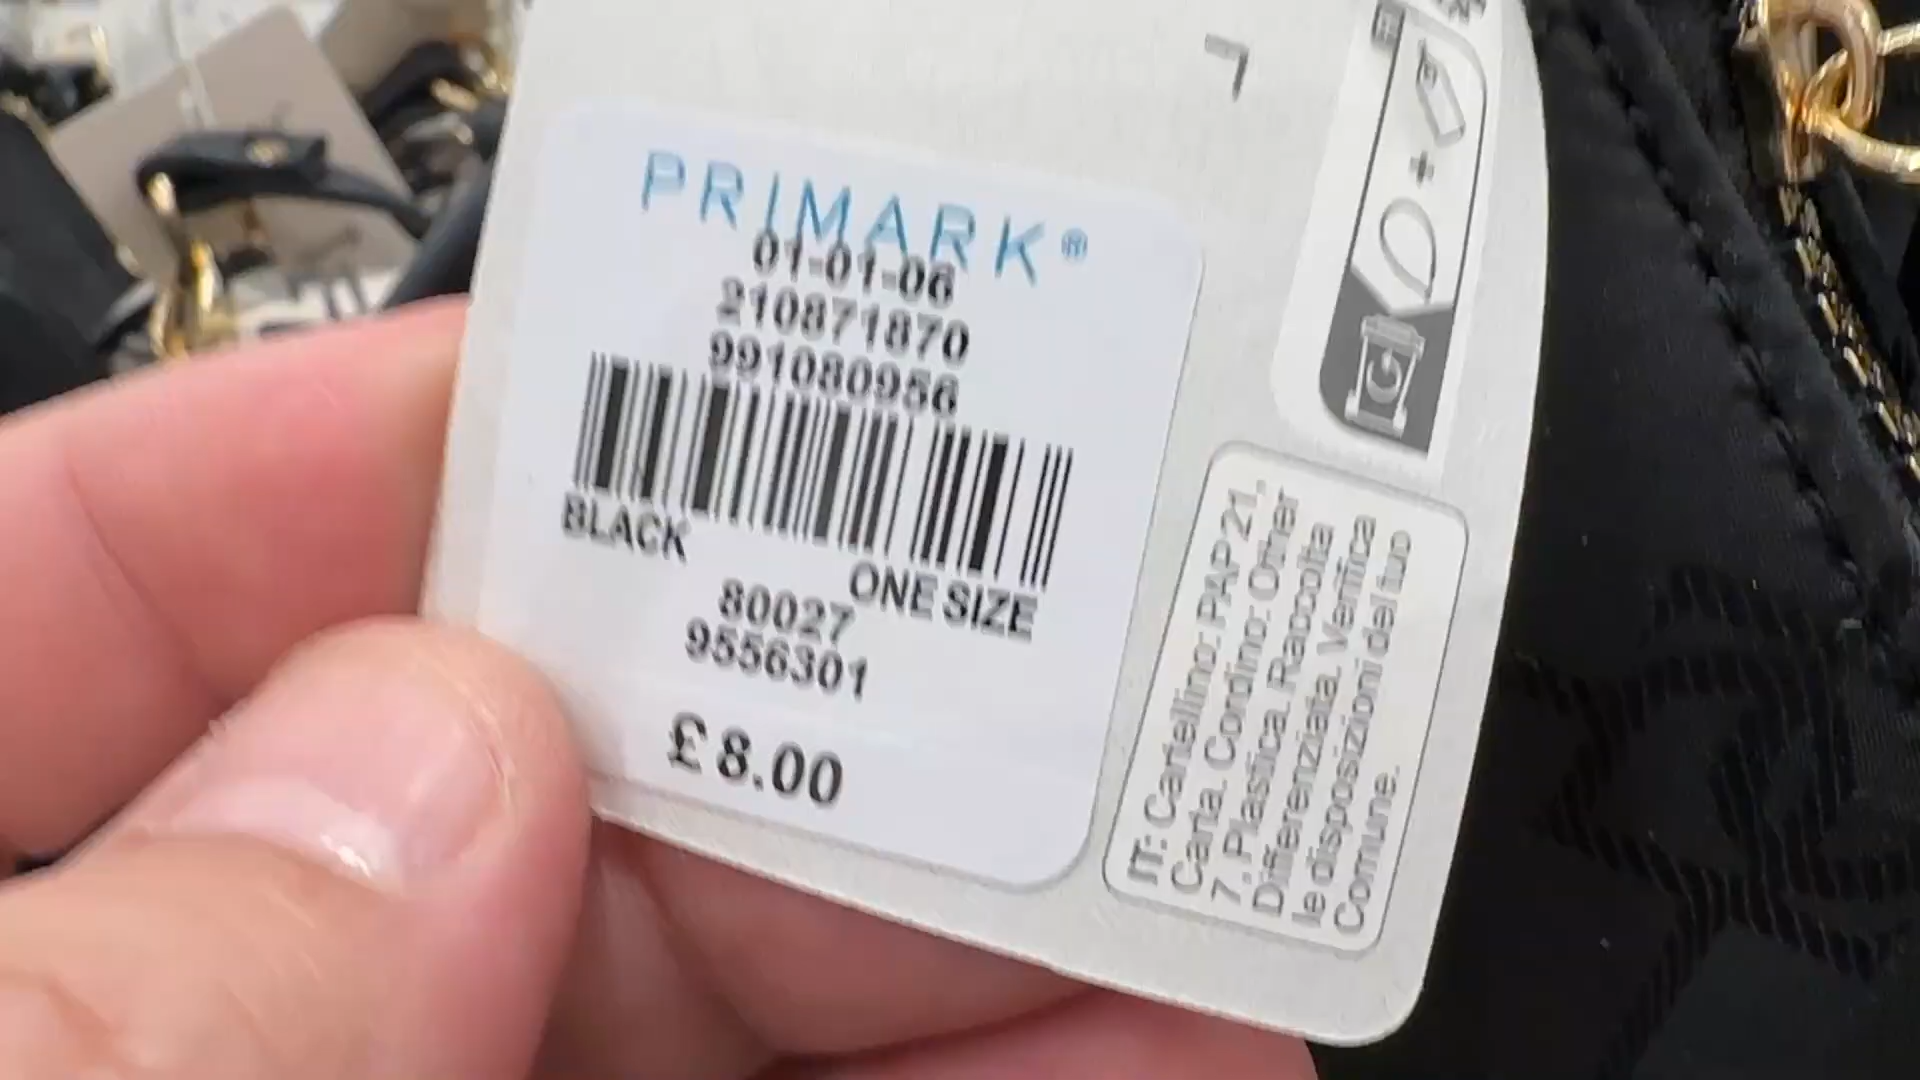 PRIMARK®
01-01-06
210871870
991080956
BLACK
ONE SIZE
80027
9556301
£8.00
IT: Cartellino: PAP 21.
Carta. Cordino: Other
7. Plastica. Raccolta
Differenziata. Verifica
le disposizioni del tuo
Comune.